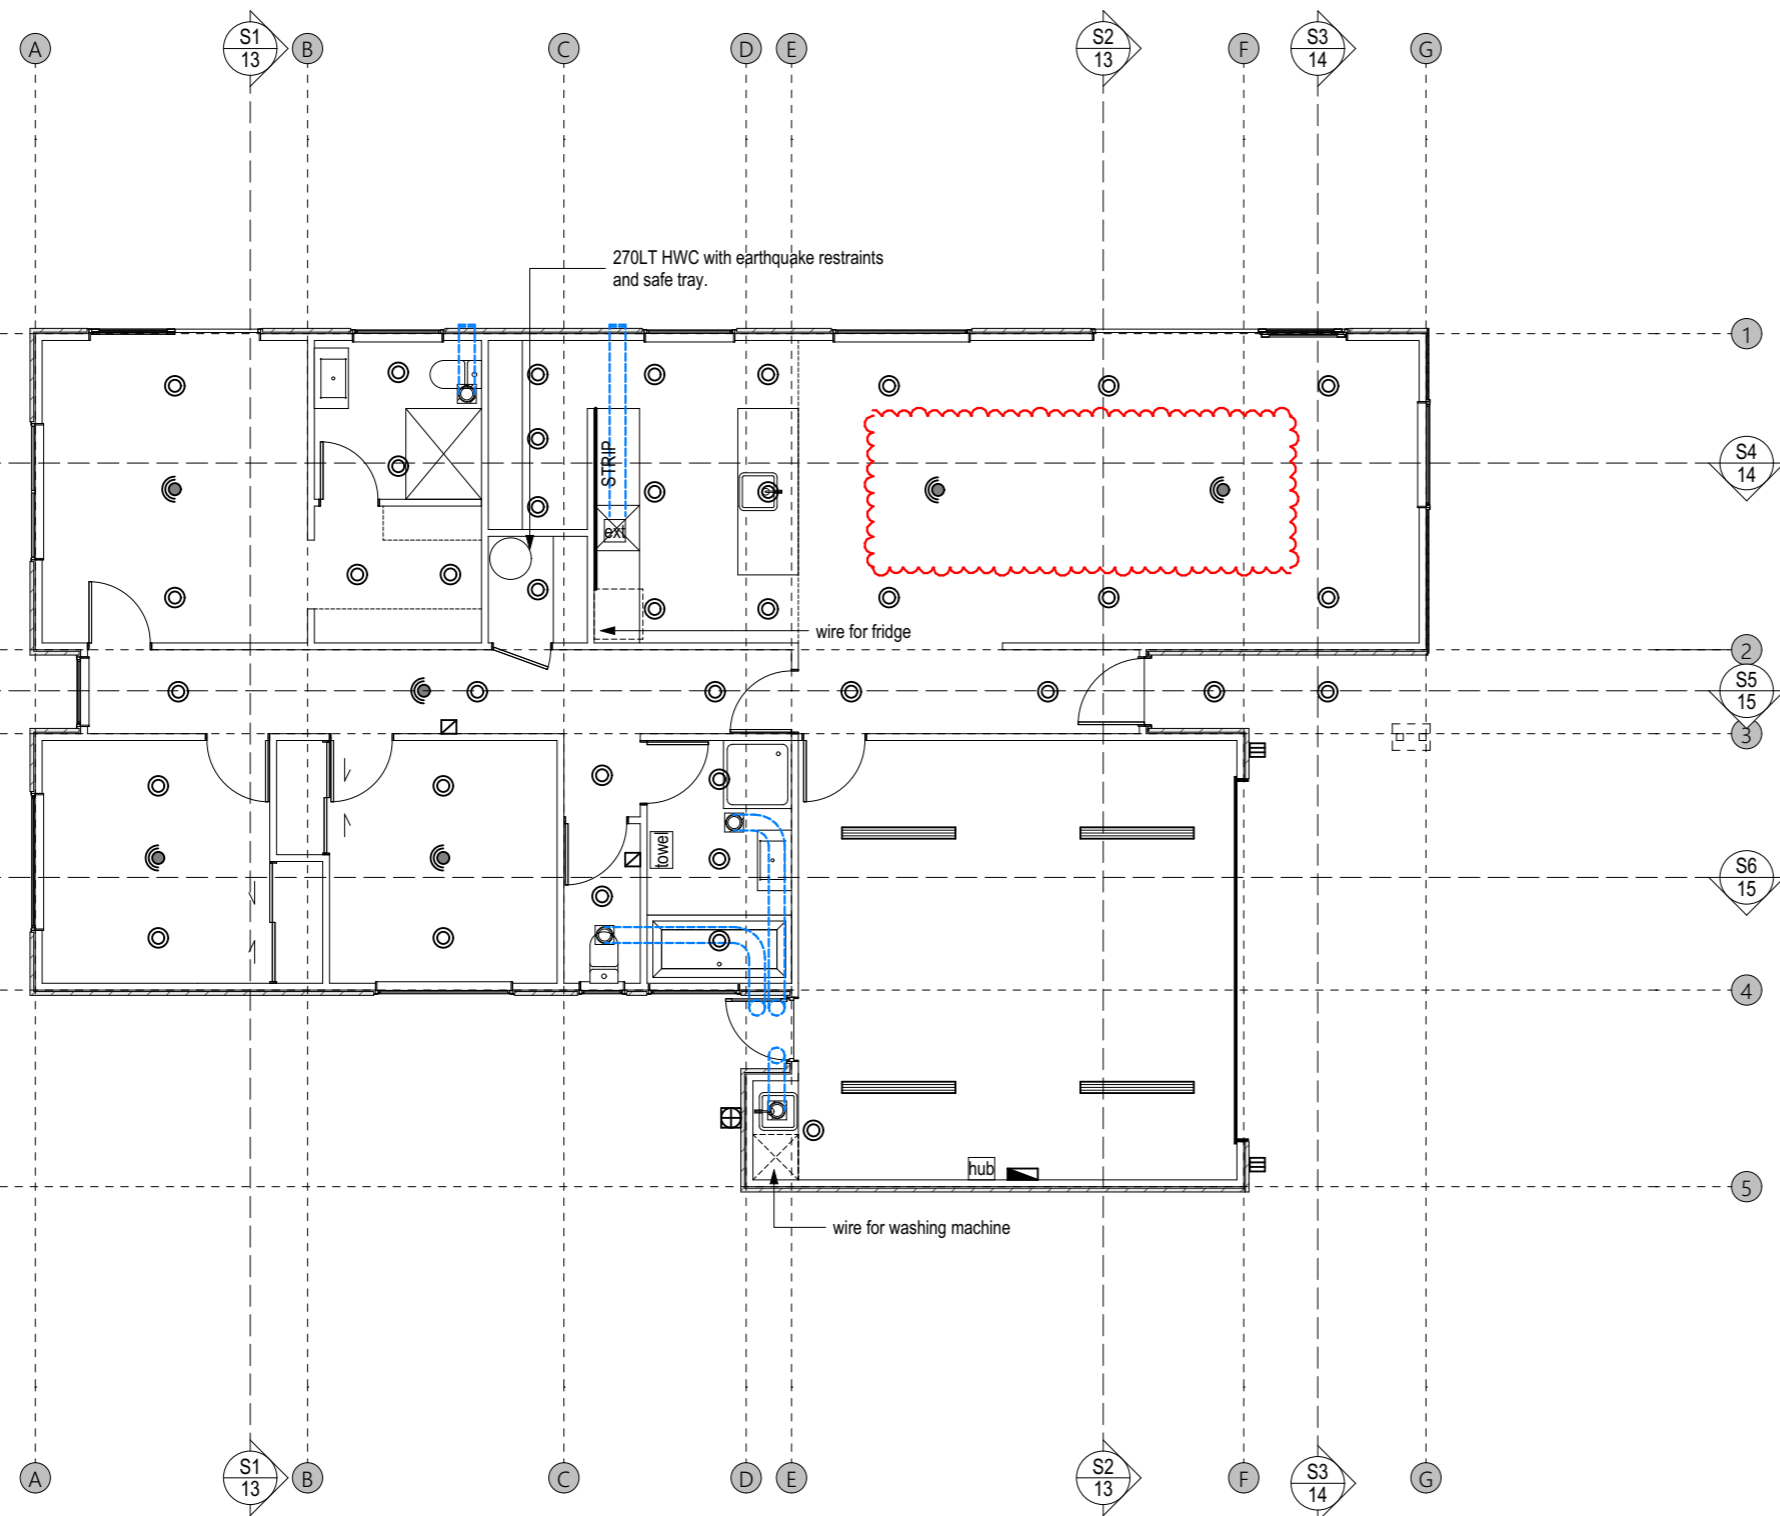 A
S1
13
B
C
D
E
S2
13
F
S3
14
G
270LT HWC with earthquake restraints
and safe tray.
1
STRIP
S4
14
ext
wire for fridge
2
S5
15
3
towel
S6
15
4
hub
5
wire for washing machine
A
S1
13
B
C
D
E
S2
13
F
S3
14
G